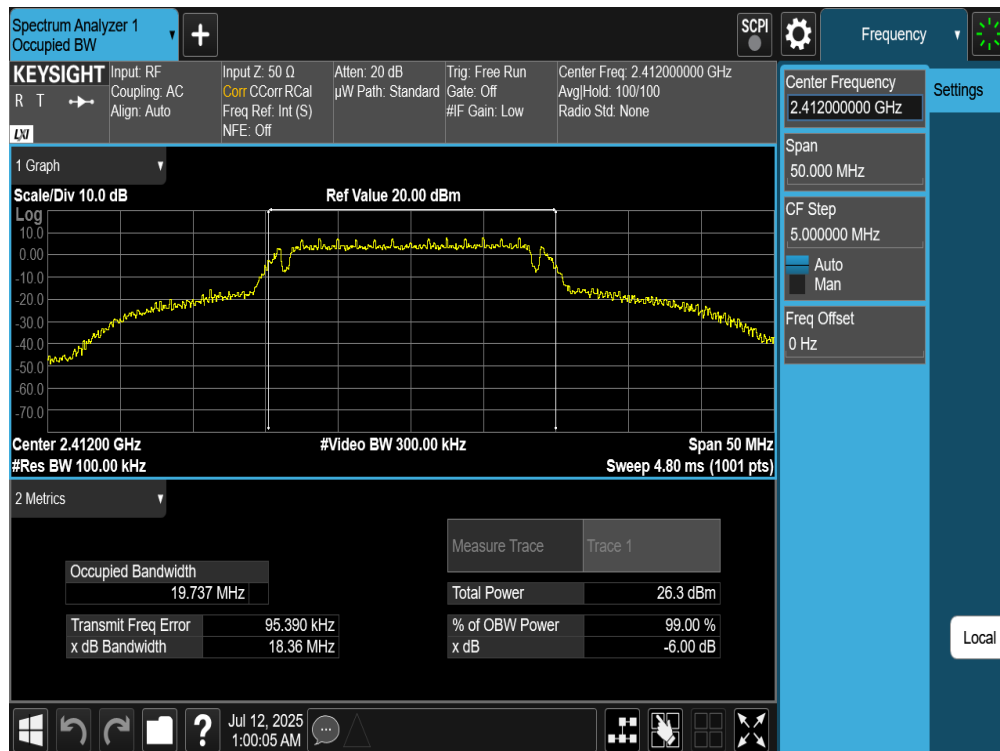 Spectrum Analyzer 1
Occupied BW
+
SCPI
Frequency
KEYSIGHT
R T
LXI
Input: RF
Coupling: AC
Align: Auto
Input Z: 50 Ω
Corr CCorr RCal
Freq Ref: Int (S)
NFE: Off
Atten: 20 dB
µW Path: Standard
Trig: Free Run
Gate: Off
#IF Gain: Low
Center Freq: 2.412000000 GHz
Avg|Hold: 100/100
Radio Std: None
Center Frequency
2.412000000 GHz
Settings
Span
50.000 MHz
CF Step
5.000000 MHz
Auto
Man
Freq Offset
0 Hz
Local
1 Graph
Scale/Div 10.0 dB
Ref Value 20.00 dBm
Log
10.0
0.00
-10.0
-20.0
-30.0
-40.0
-50.0
-60.0
-70.0
Center 2.41200 GHz
#Video BW 300.00 kHz
Span 50 MHz
#Res BW 100.00 kHz
Sweep 4.80 ms (1001 pts)
2 Metrics
Measure Trace
Trace 1
Occupied Bandwidth
19.737 MHz
Total Power
26.3 dBm
Transmit Freq Error
95.390 kHz
% of OBW Power
99.00 %
x dB Bandwidth
18.36 MHz
x dB
-6.00 dB
?
Jul 12, 2025
1:00:05 AM